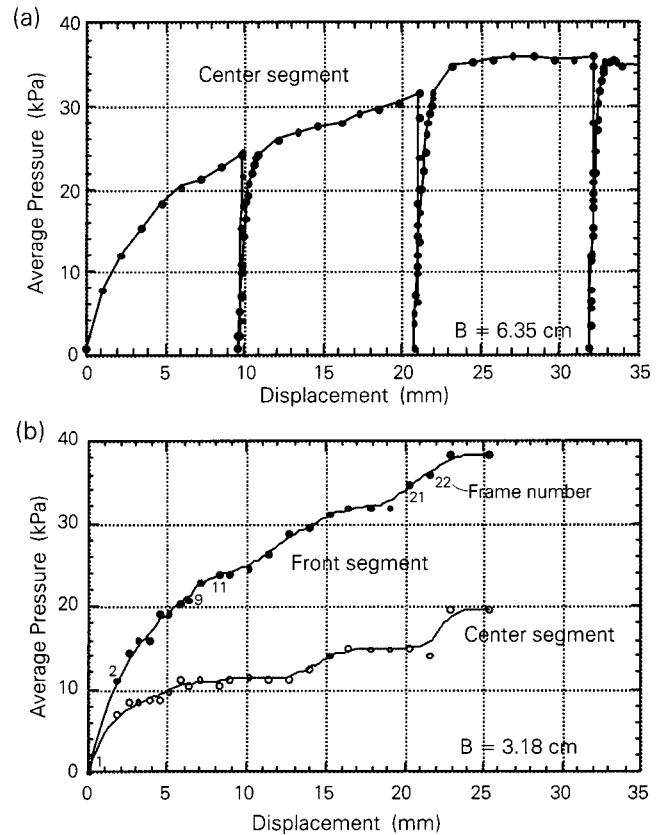 (a)
40
30
20
10
0
Average Pressure (kPa)
Center segment
B = 6.35 cm
0 5 10 15 20 25 30 35
Displacement (mm)
(b)
40
30
20
10
0
Average Pressure (kPa)
22
Frame number
21
Front segment
11
9
2
Center segment
1
B = 3.18 cm
0 5 10 15 20 25 30 35
Displacement (mm)